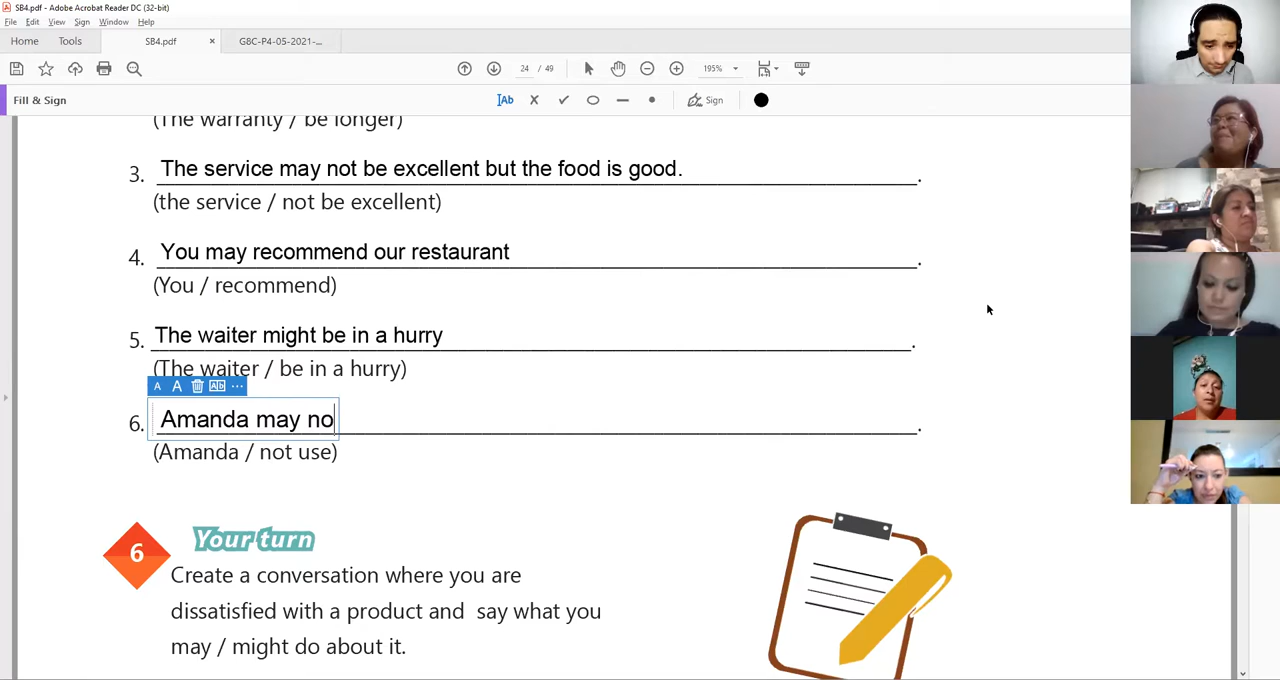 SB4.pdf - Adobe Acrobat Reader DC (32-bit)
File Edit View Sign Window Help
Home Tools SB4.pdf × GBC-P4-05-2021-...
24 / 49 195%
Fill & Sign Ab Sign
(The warranty / be longer)
3. The service may not be excellent but the food is good. .
(the service / not be excellent)
4. You may recommend our restaurant .
(You / recommend)
5. The waiter might be in a hurry .
(The waiter / be in a hurry)
A A Ab ...
6. Amanda may no .
(Amanda / not use)
6 Your turn
Create a conversation where you are
dissatisfied with a product and say what you
may / might do about it.